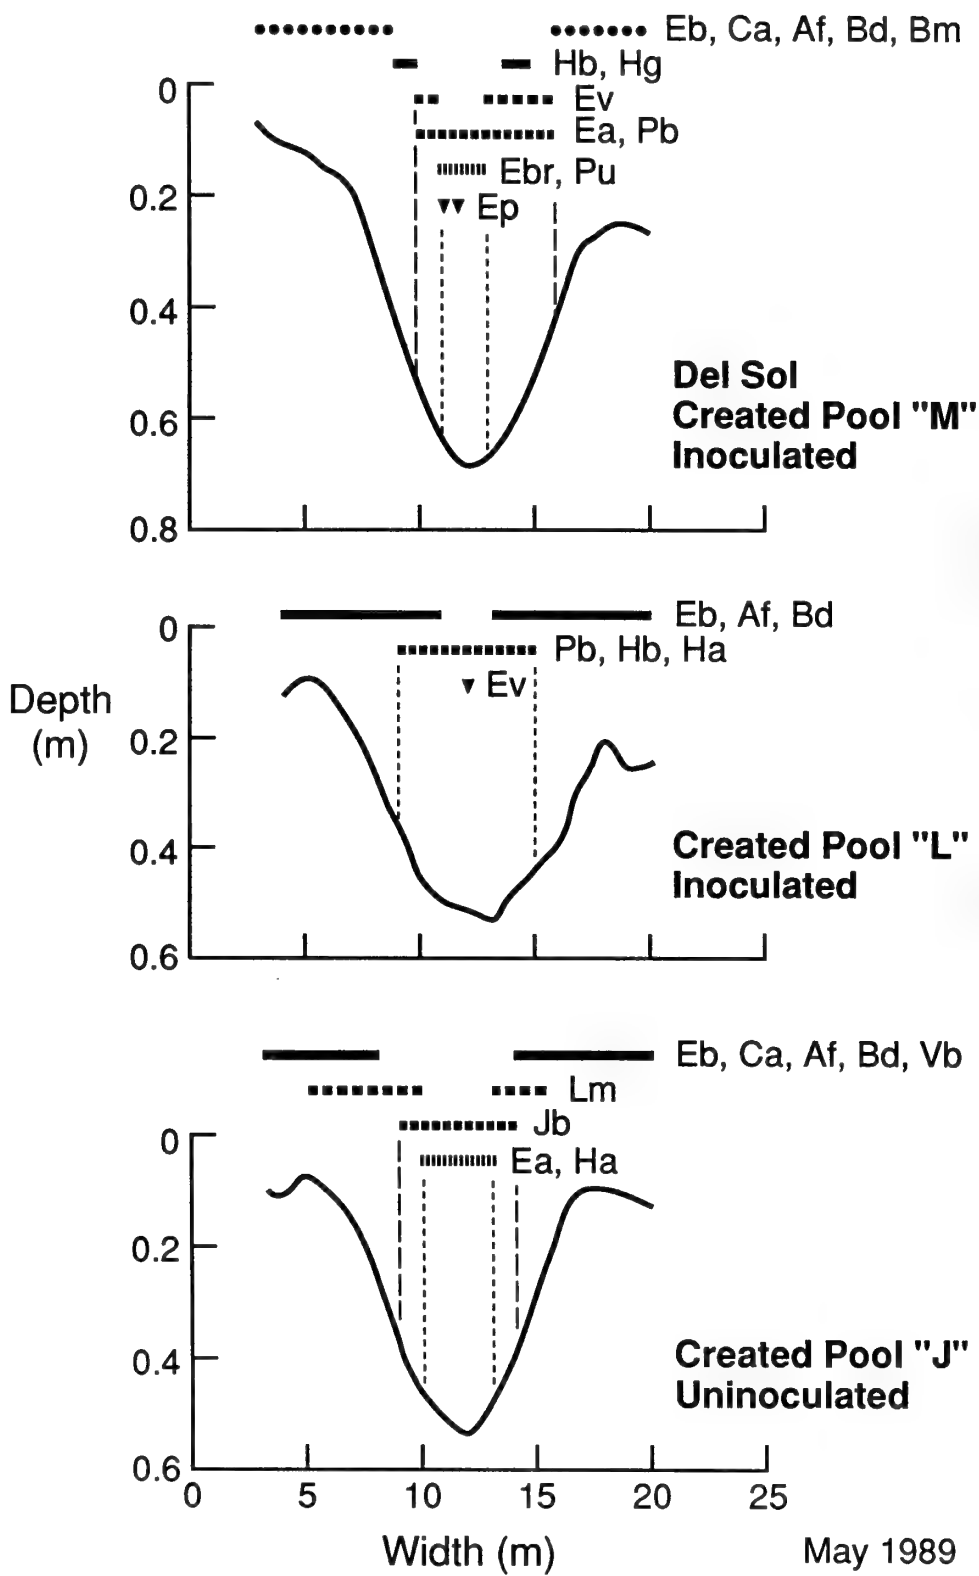 Eb, Ca, Af, Bd, Bm
Hb, Hg
0
Ev
Ea, Pb
Ebr, Pu
0.2
Ep
0.4
Del Sol
Created Pool "M"
0.6
Inoculated
0.8
Eb, Af, Bd
0
Pb, Hb, Ha
Ev
Depth
(m)
0.2
0.4
Created Pool "L"
Inoculated
0.6
Eb, Ca, Af, Bd, Vb
Lm
Jb
0
Ea, Ha
0.2
0.4
Created Pool "J"
Uninoculated
0.6
0 5 10 15 20 25
Width (m)
May 1989